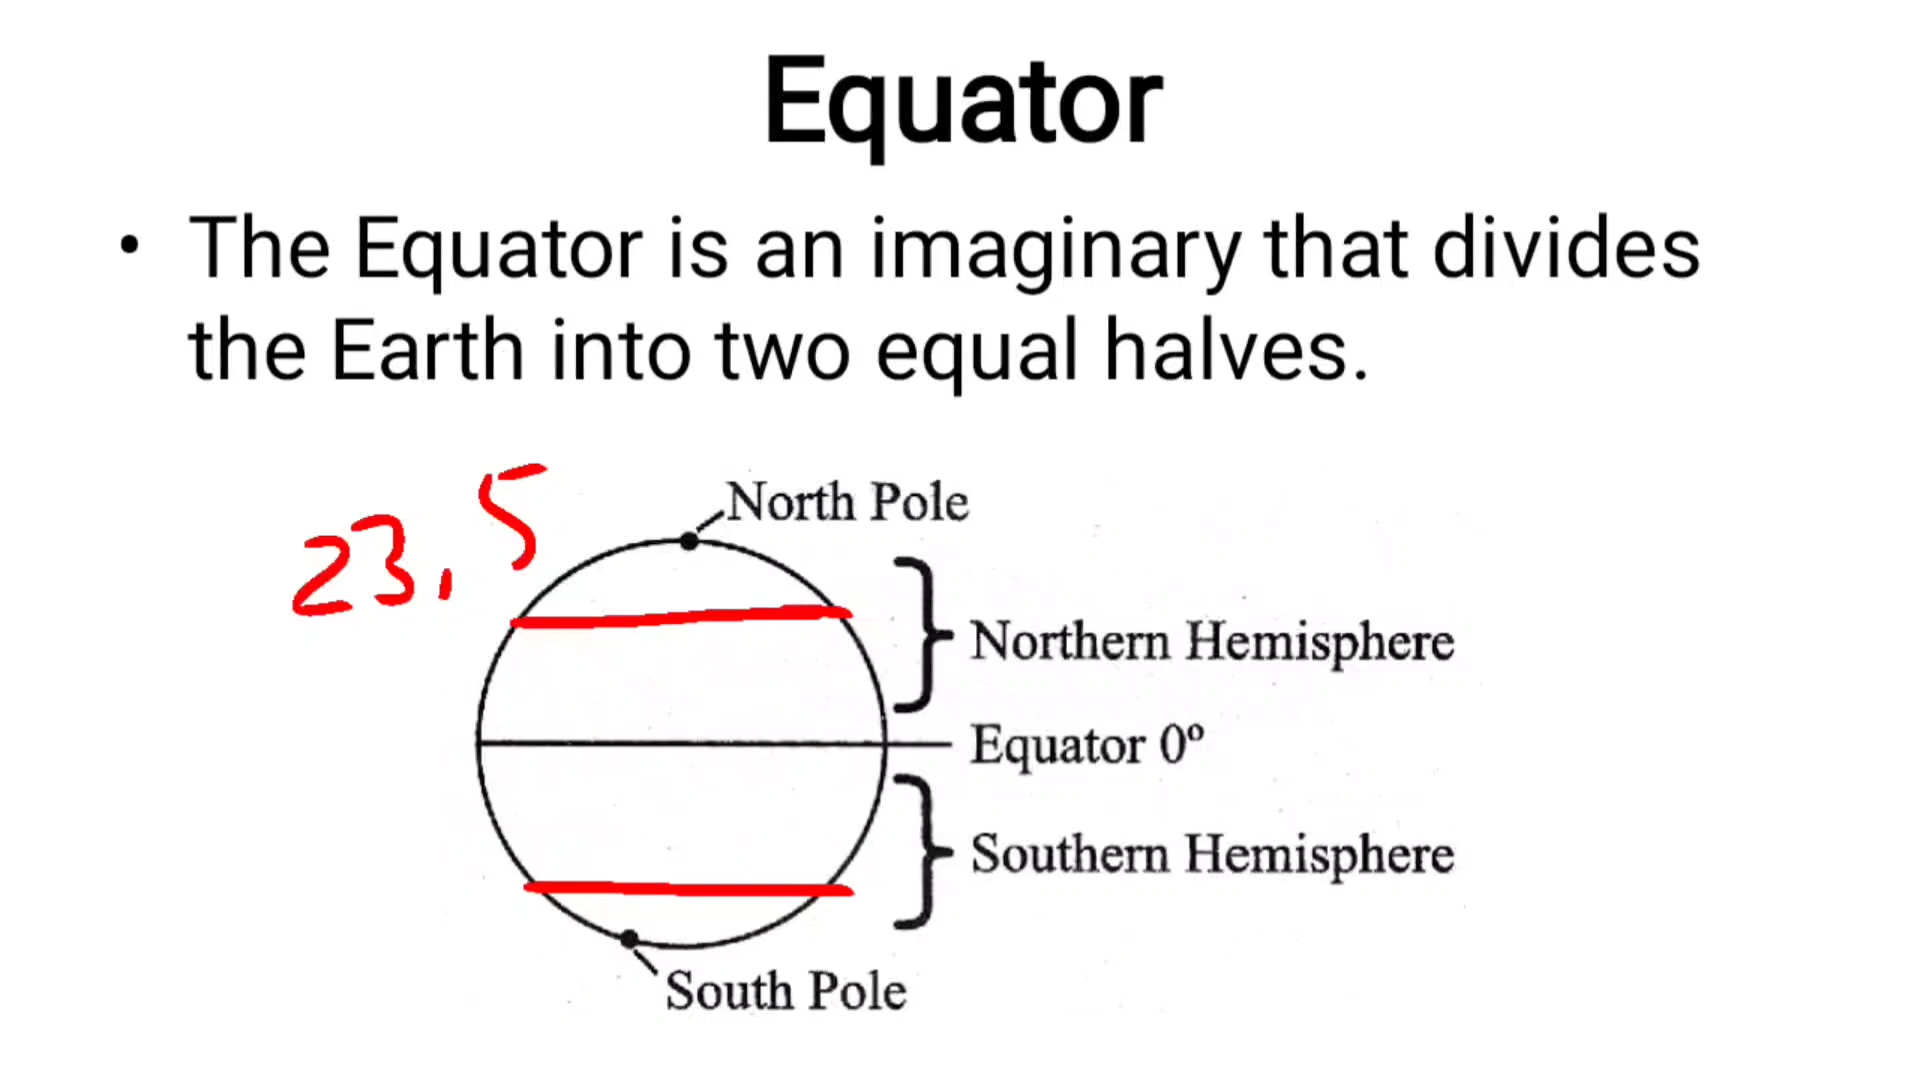 Equator
• The Equator is an imaginary that divides
the Earth into two equal halves.
23,5
North Pole
Northern Hemisphere
Equator 0º
Southern Hemisphere
South Pole